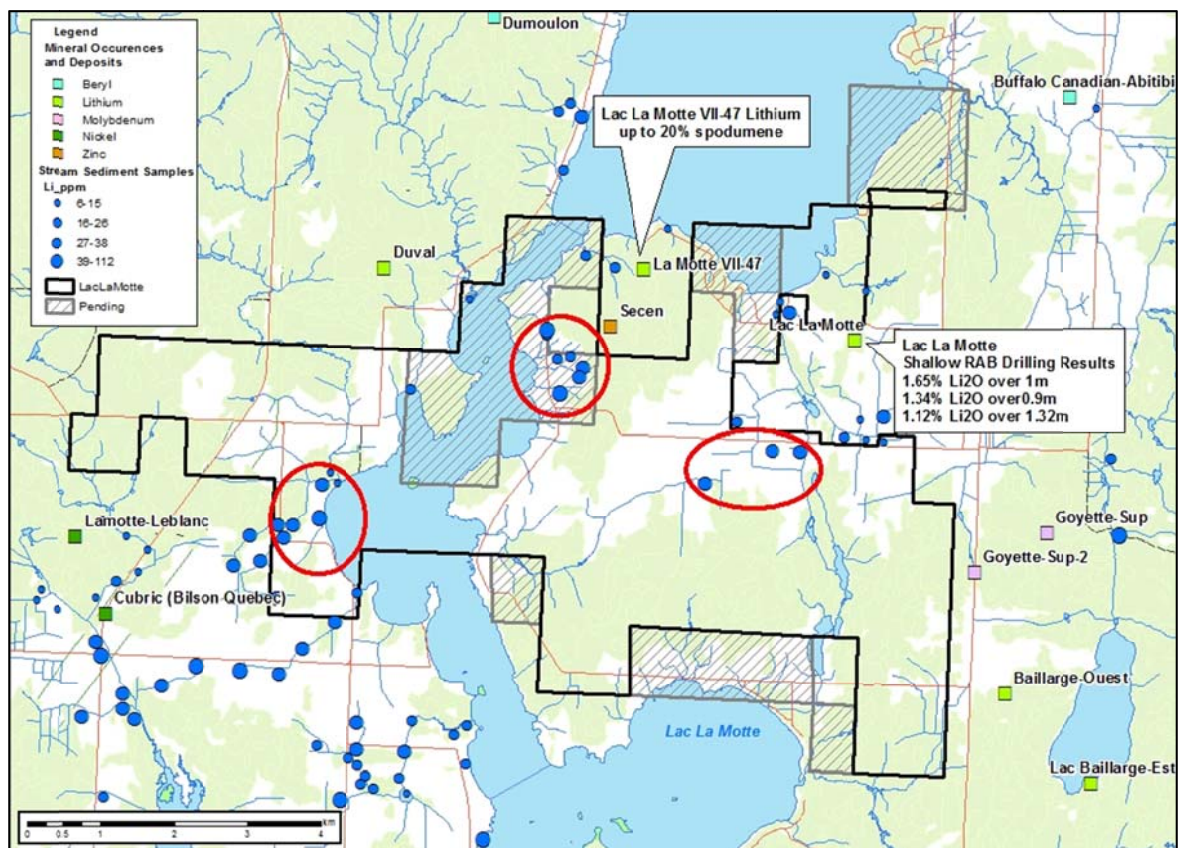 Legend
Mineral Occurences
and Deposits
Beryl
Lithium
Molybdenum
Nickel
Zinc
Stream Sediment Samples
Li_ppm
6-15
16-26
27-38
39-112
LacLaMotte
Pending
Dumoulon
Buffalo Canadian-Abitibi
Lac La Motte VII-47 Lithium
up to 20% spodumene
Duval
La Motte VII-47
Secen
Lac La Motte
Lac La Motte
Shallow RAB Drilling Results
1.65% Li2O over 1m
1.34% Li2O over0.9m
1.12% Li2O over 1.32m
Lamotte-Leblanc
Goyette-Sup
Goyette-Sup-2
Cubric (Bilson Quebec)
Baillarge-Ouest
Lac La Motte
Lac Baillarge-Est
km
0 0.5 1 2 3 4